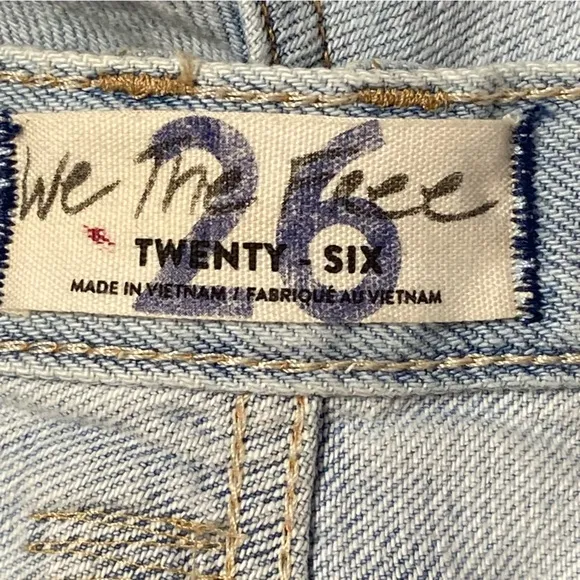 26
We The Free
TWENTY - SIX
MADE IN VIETNAM / FABRIQUÉ AU VIETNAM